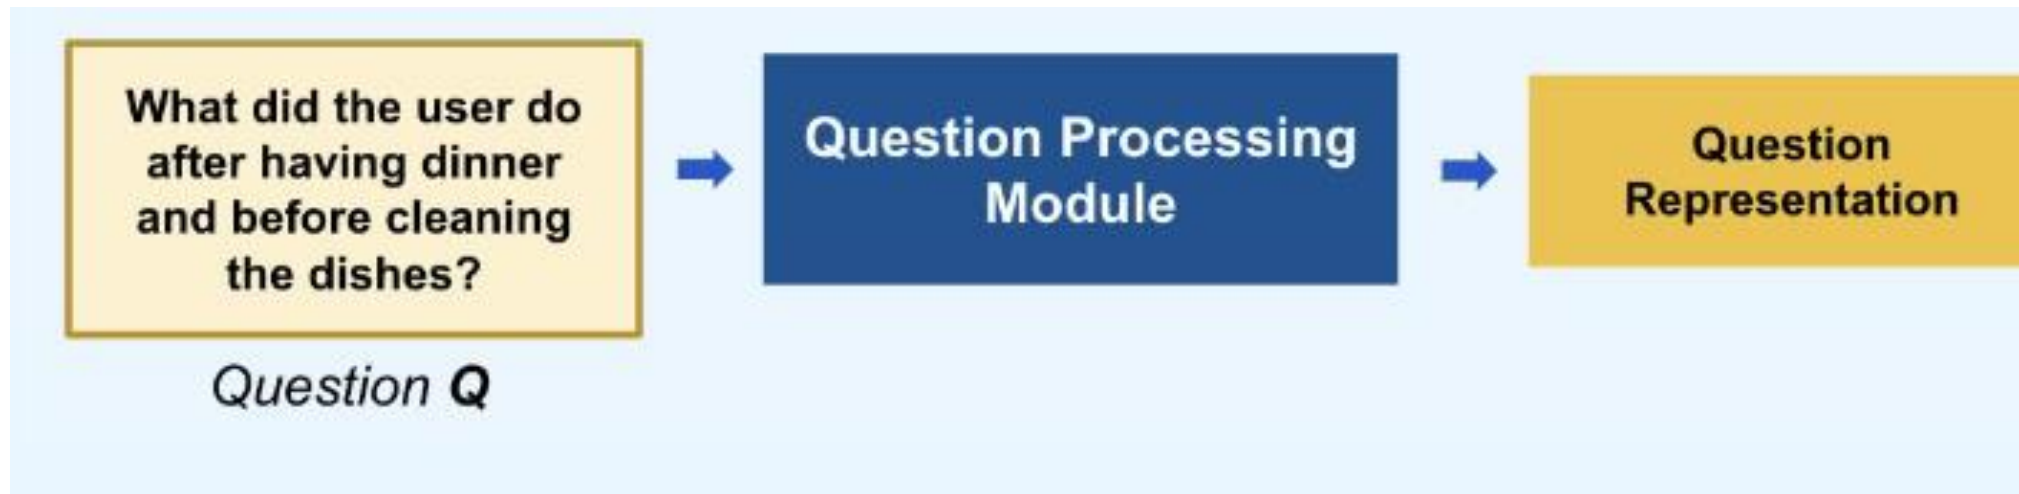 What did the user do
after having dinner
and before cleaning
the dishes?
Question Q
Question Processing
Module
Question
Representation